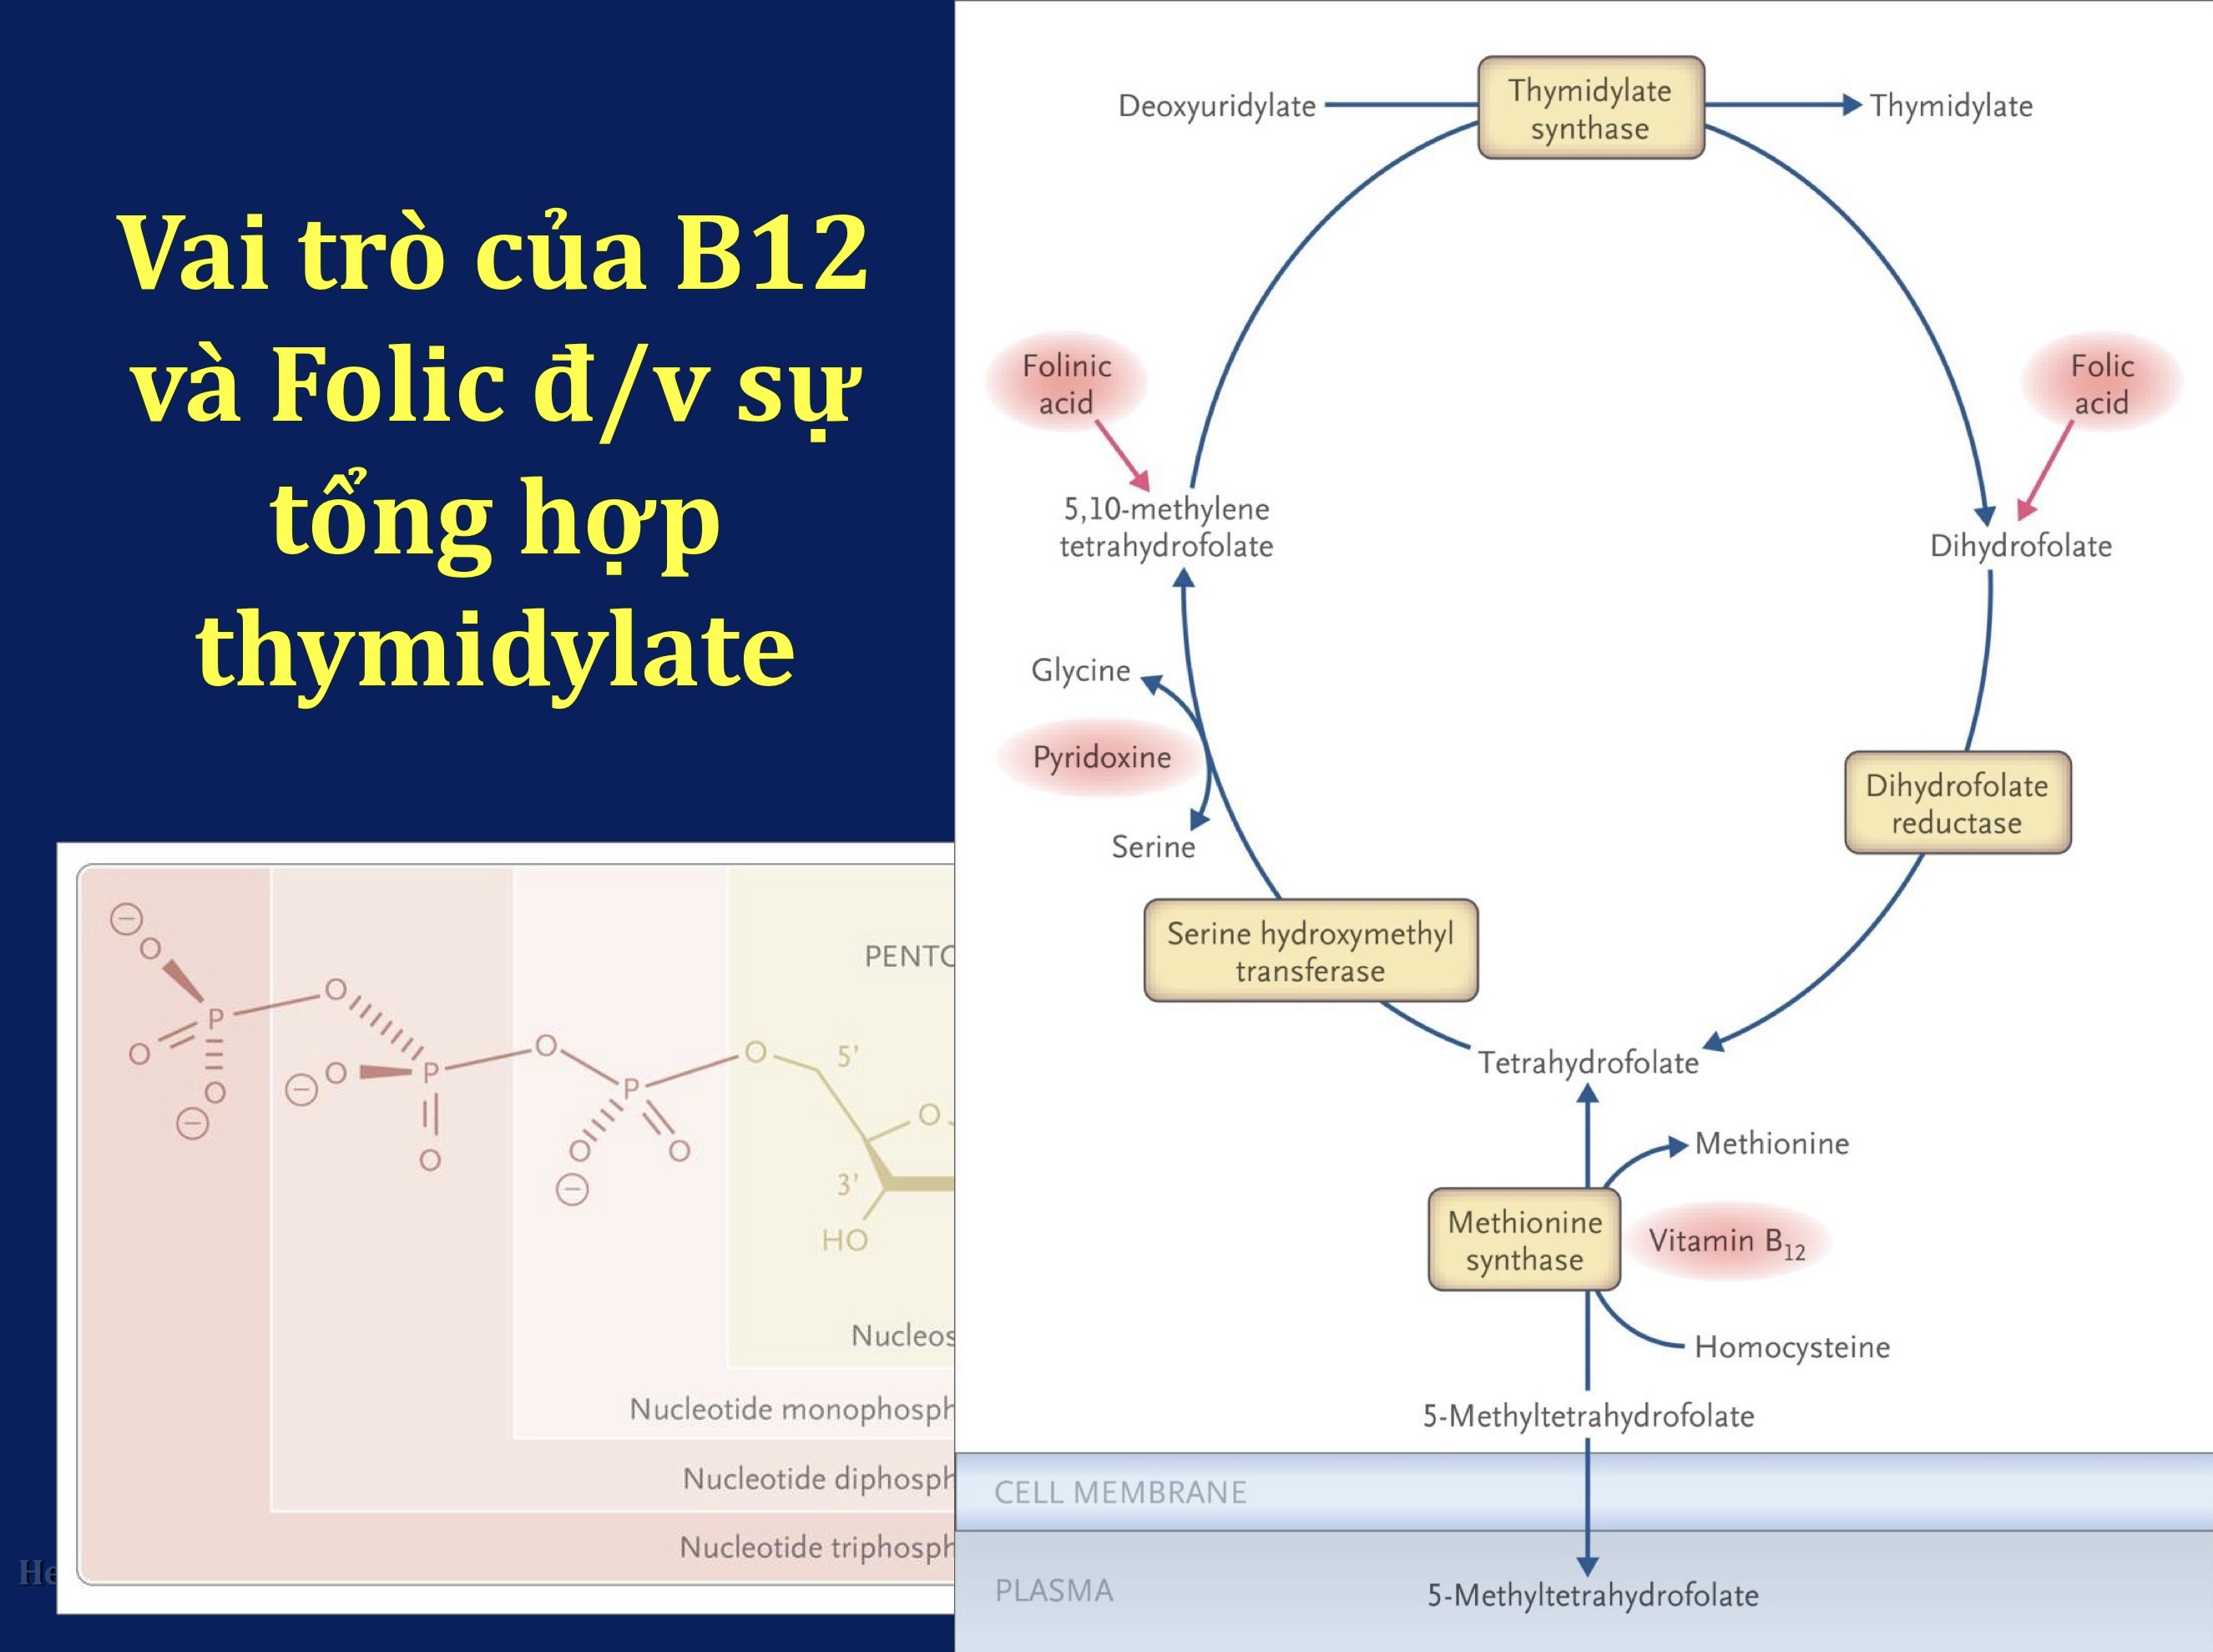 Vai trò của B12
và Folic đ/v sự
tổng hợp
thymidylate
O
O
P
O
O
O
P
O
O
O
P
O
O
O
5’
O
3’
HO
PENTO
Nucleos
Nucleotide monophosph
Nucleotide diphosph
Nucleotide triphosph
He
Deoxyuridylate
Thymidylate
synthase
Thymidylate
Folinic
acid
Folic
acid
5,10-methylene
tetrahydrofolate
Dihydrofolate
Glycine
Pyridoxine
Serine
Dihydrofolate
reductase
Serine hydroxymethyl
transferase
Tetrahydrofolate
Methionine
Methionine
synthase
Vitamin B12
Homocysteine
5-Methyltetrahydrofolate
CELL MEMBRANE
PLASMA
5-Methyltetrahydrofolate